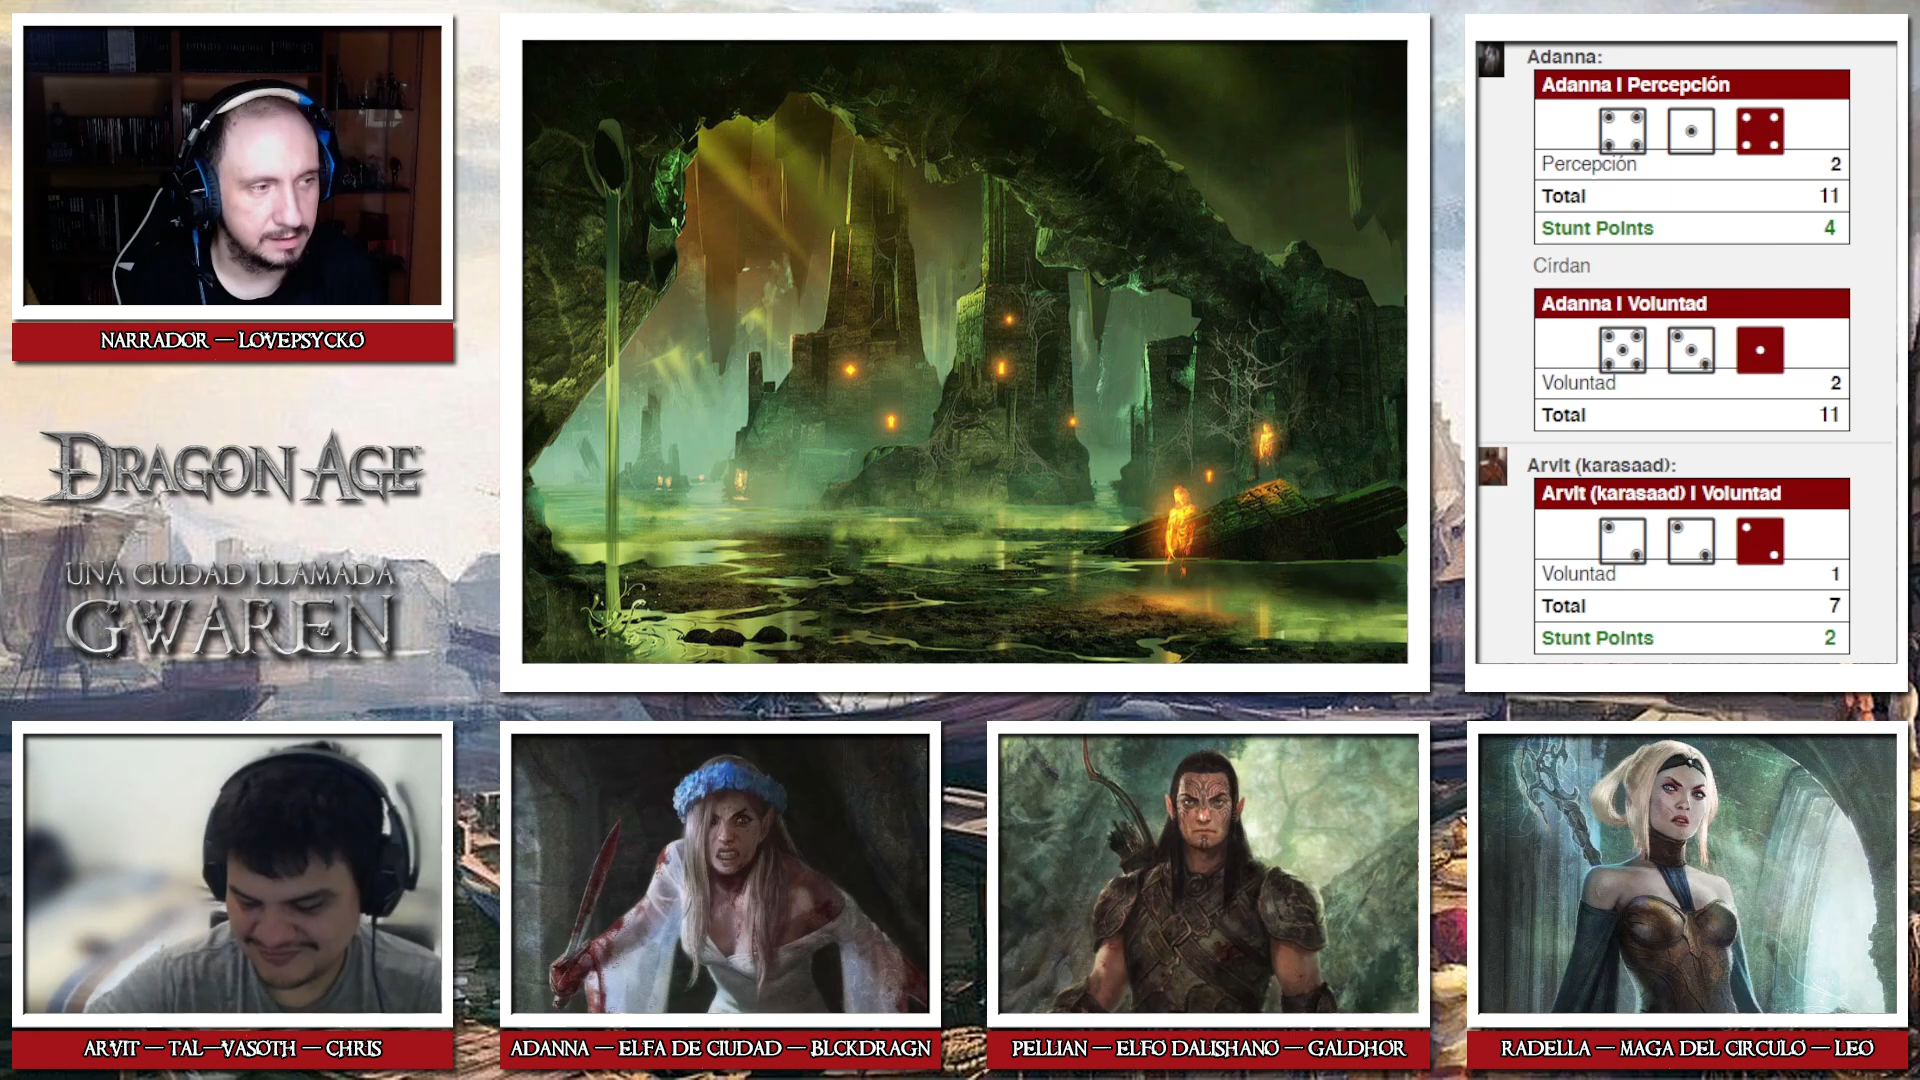 NARRADOR — LOVEPSYCKO
DRAGON AGE
UNA CIUDAD LLAMADA
GWAREN
Adanna:
Adanna | Percepción
Percepción 2
Total 11
Stunt Points 4
Círdan
Adanna | Voluntad
Voluntad 2
Total 11
Arvit (karasaad):
Arvit (karasaad) | Voluntad
Voluntad 1
Total 7
Stunt Points 2
ARVIT — TAL—VASOTH — CHRIS
ADANNA — ELFA DE CIUDAD — BLCKDRAGN
PELLIAN — ELFO DALISHANO — GALDHOR
RADELLA — MAGA DEL CIRCULO — LEO